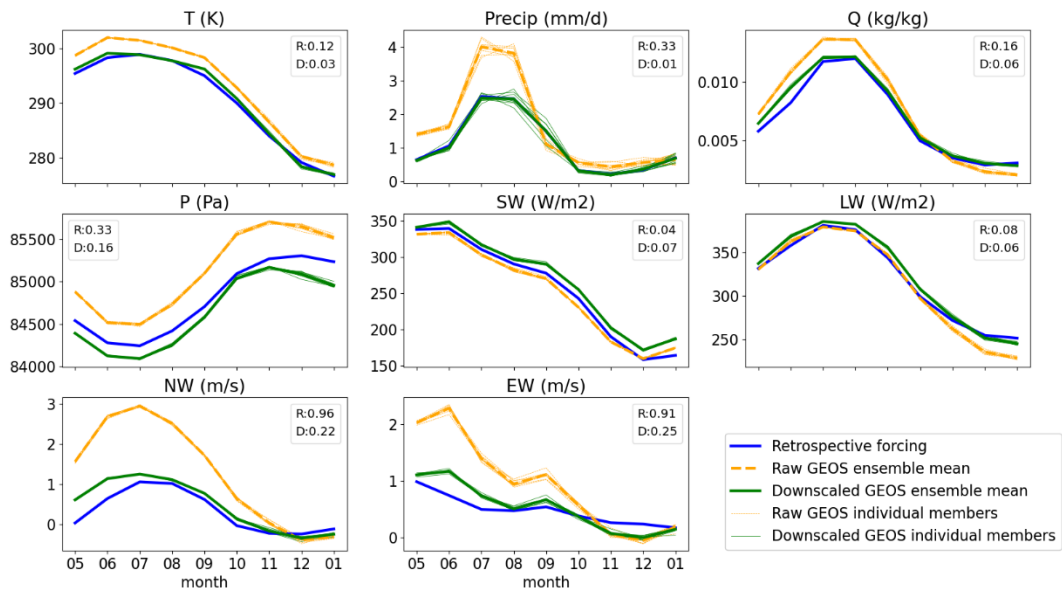 T (K)
300
290
280
R:0.12
D:0.03
Precip (mm/d)
4
3
2
1
0
R:0.33
D:0.01
Q (kg/kg)
0.010
0.005
R:0.16
D:0.06
P (Pa)
85500
85000
84500
84000
R:0.33
D:0.16
SW (W/m2)
350
300
250
200
150
R:0.04
D:0.07
LW (W/m2)
350
300
250
R:0.08
D:0.06
NW (m/s)
3
2
1
0
R:0.96
D:0.22
05 06 07 08 09 10 11 12 01
month
EW (m/s)
2
1
0
R:0.91
D:0.25
05 06 07 08 09 10 11 12 01
month
Retrospective forcing
Raw GEOS ensemble mean
Downscaled GEOS ensemble mean
Raw GEOS individual members
Downscaled GEOS individual members